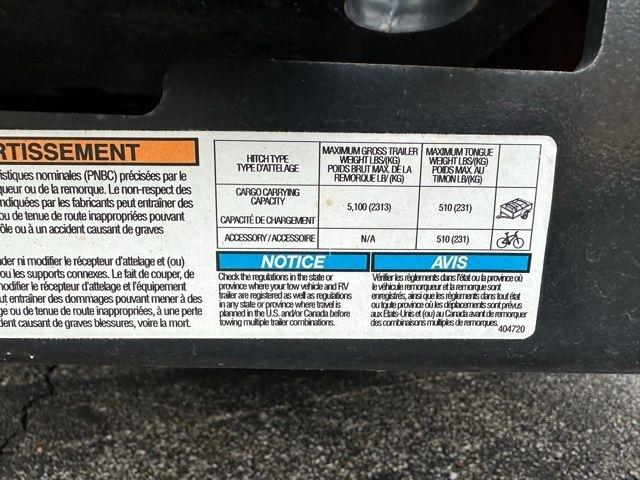 RTISSEMENT
istiques nominales (PNBC) précisées par le
queur ou de la remorque. Le non-respect des
indiquées par les fabricants peut entraîner des
ou de tenue de route inappropriées pouvant
rôle ou à un accident causant de graves
der ni modifier le récepteur d'attelage et (ou)
ou les supports connexes. Le fait de couper, de
modifier le récepteur d'attelage et l'équipement
ut entraîner des dommages pouvant mener à des
ge ou de tenue de route inappropriées, à une perte
dent causant de graves blessures, voire la mort.
HITCH TYPE
TYPE D'ATTELAGE
MAXIMUM GROSS TRAILER
WEIGHT LBS/(KG)
POIDS BRUT MAX. DE LA
REMORQUE LB/ (KG)
MAXIMUM TONGUE
WEIGHT LBS/(KG)
POIDS MAX. AU
TIMON LB/(KG)
CARGO CARRYING
CAPACITY
CAPACITÉ DE CHARGEMENT
5,100 (2313)
510 (231)
ACCESSORY / ACCESSOIRE
N/A
510 (231)
NOTICE
Check the regulations in the state or
province where your tow vehicle and RV
trailer are registered as well as regulations
in any state or province where travel is
planned in the U.S. and/or Canada before
towing multiple trailer combinations.
AVIS
Vérifier les règlements dans l'état ou la province où
le véhicule remorqueur et la remorque sont
enregistrés, ainsi que les règlements dans tout état
ou toute province où les déplacements sont prévus
aux États-Unis et (ou) au Canada avant de remorquer
des combinaisons multiples de remorques.
404720